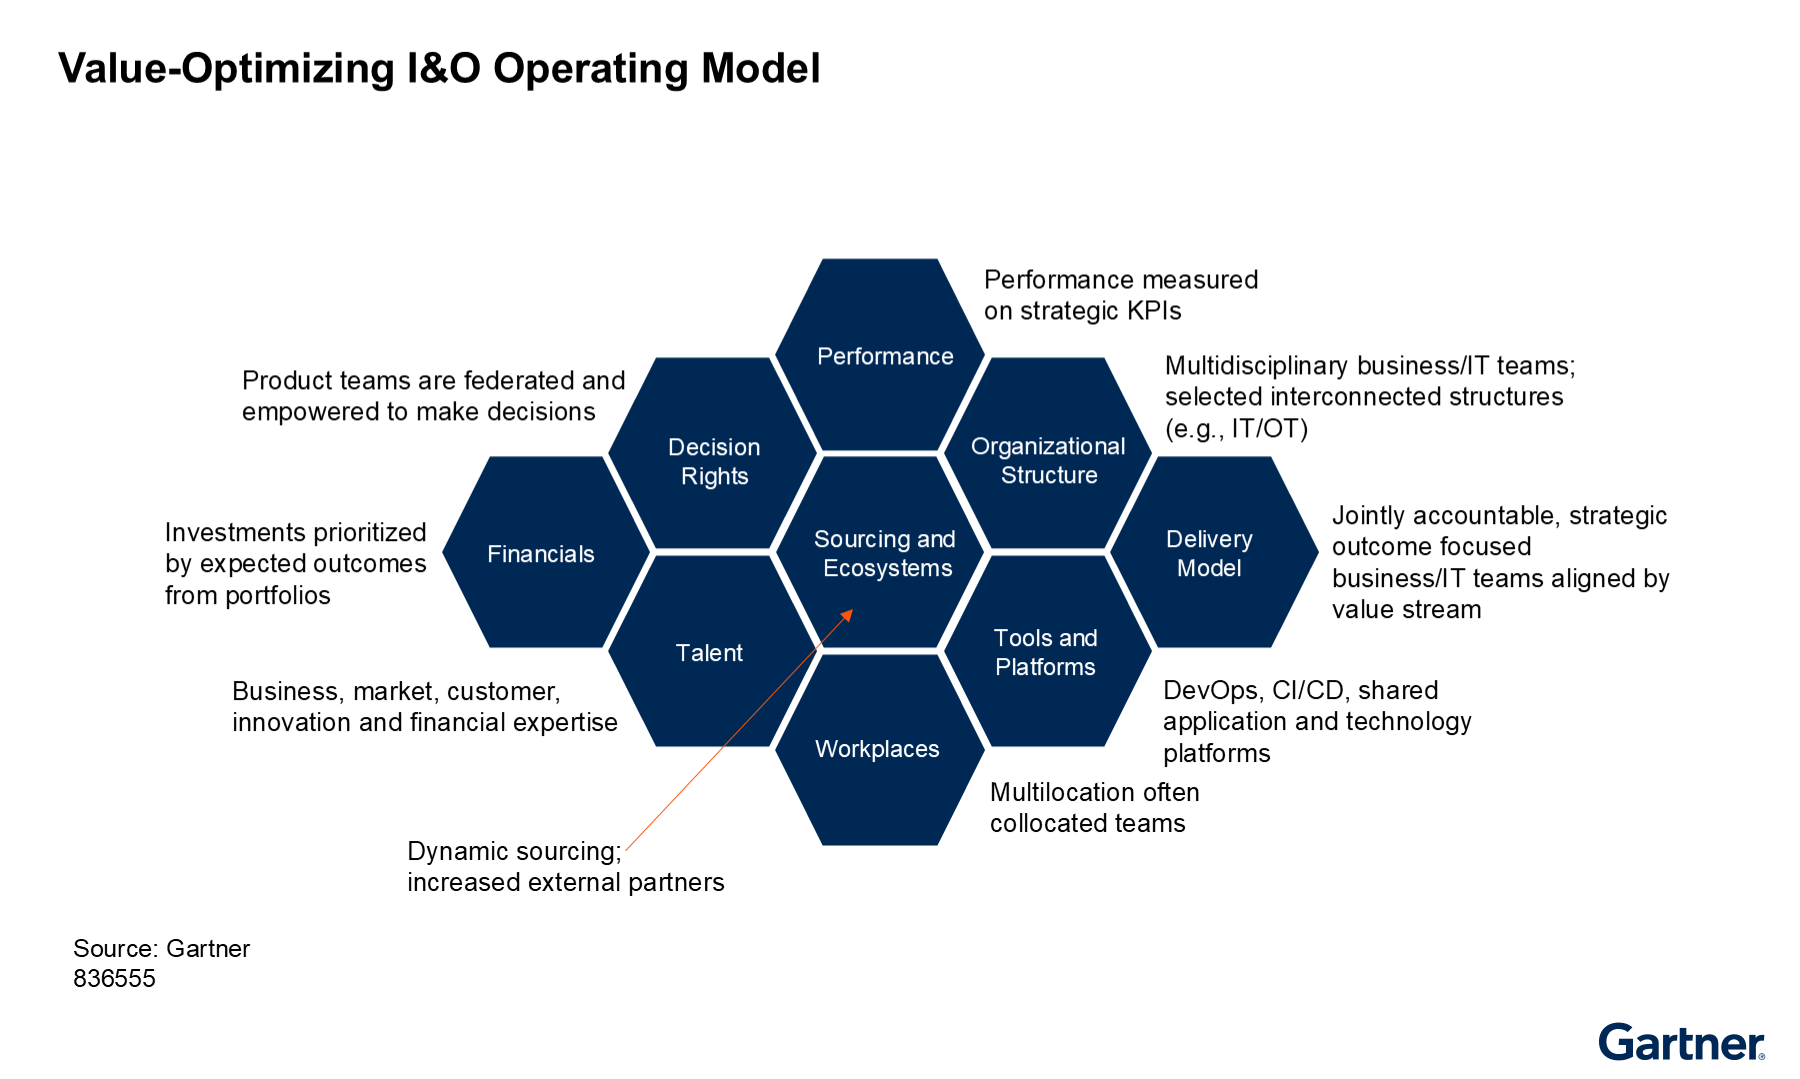 Value-Optimizing I&O Operating Model
Performance measured
on strategic KPIs
Performance
Multidisciplinary business/IT teams;
selected interconnected structures
(e.g., IT/OT)
Product teams are federated and
empowered to make decisions
Decision
Rights
Organizational
Structure
Investments prioritized
by expected outcomes
from portfolios
Financials
Sourcing and
Ecosystems
Delivery
Model
Jointly accountable, strategic
outcome focused
business/IT teams aligned by
value stream
Talent
Tools and
Platforms
Business, market, customer,
innovation and financial expertise
DevOps, CI/CD, shared
application and technology
platforms
Workplaces
Multilocation often
collocated teams
Dynamic sourcing;
increased external partners
Source: Gartner
836555
Gartner®